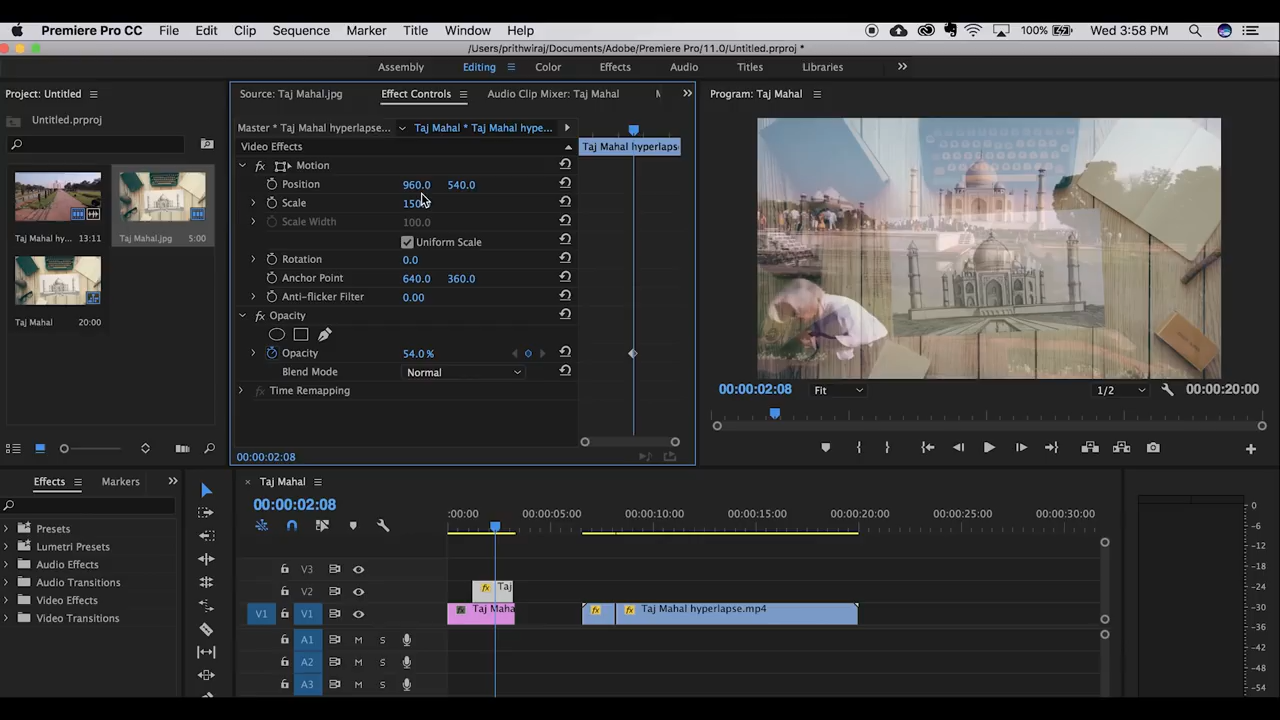 Premiere Pro CC File Edit Clip Sequence Marker Title Window Help 100% Wed 3:58 PM
/Users/prithwiraj/Documents/Adobe/Premiere Pro/11.0/Untitled.prproj *
Assembly Editing Color Effects Audio Titles Libraries
Project: Untitled
Untitled.prproj
Taj Mahal hy... 13:11
Taj Mahal.jpg 5:00
Taj Mahal 20:00
Source: Taj Mahal.jpg Effect Controls Audio Clip Mixer: Taj Mahal
Master * Taj Mahal hyperlapse... Taj Mahal * Taj Mahal hype...
Video Effects Taj Mahal hyperlaps
fx Motion
Position 960.0 540.0
Scale 150
Scale Width 100.0
Uniform Scale
Rotation 0.0
Anchor Point 640.0 360.0
Anti-flicker Filter 0.00
fx Opacity
Opacity 54.0 %
Blend Mode Normal
fx Time Remapping
00:00:02:08
Program: Taj Mahal
00:00:02:08 Fit 1/2 00:00:20:00
Effects Markers
Presets
Lumetri Presets
Audio Effects
Audio Transitions
Video Effects
Video Transitions
× Taj Mahal
00:00:02:08
:00:00 00:00:05:00 00:00:10:00 00:00:15:00 00:00:20:00 00:00:25:00 00:00:30:00
V3
V2 fx Taj
V1 V1 fx Taj Maha fx fx Taj Mahal hyperlapse.mp4
A1 M S
A2 M S
A3 M S
0
-6
-12
-18
-24
-30
-36
-42
-48
-54